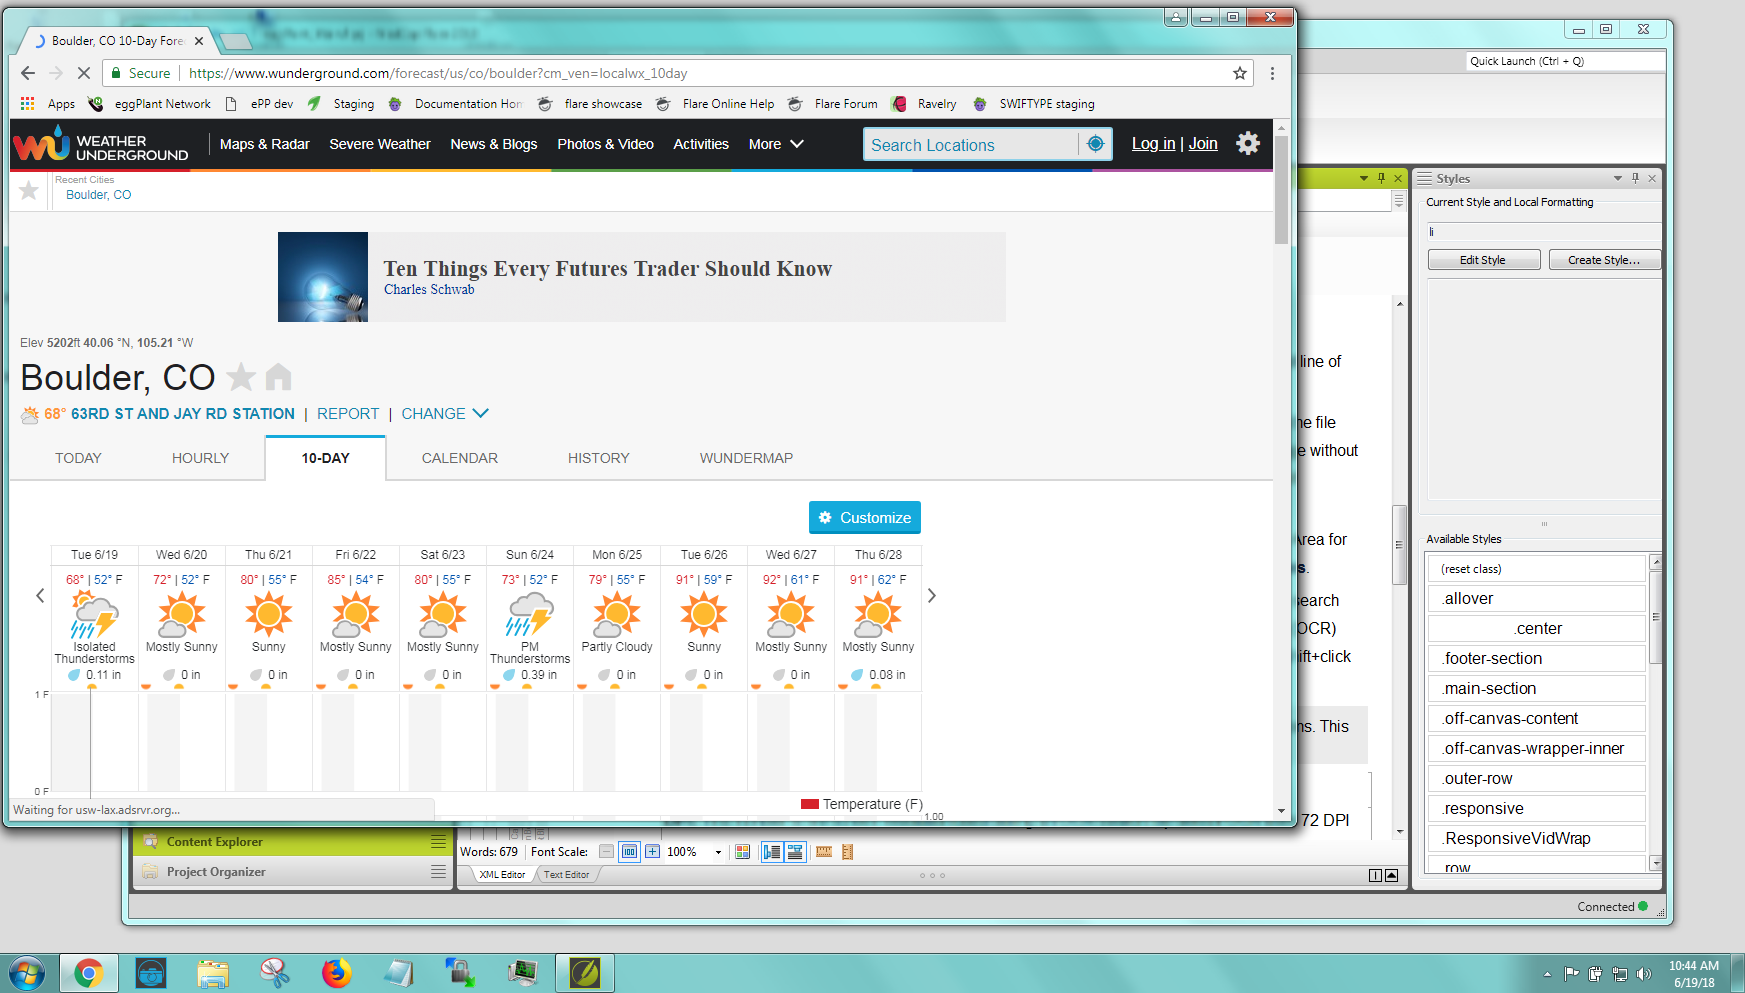 Boulder, CO 10-Day Fore
Secure
https://www.wunderground.com/forecast/us/co/boulder?cm_ven=localwx_10day
Apps eggPlant Network ePP dev Staging Documentation Hom flare showcase Flare Online Help Flare Forum Ravelry SWIFTYPE staging
WEATHER UNDERGROUND
Maps & Radar Severe Weather News & Blogs Photos & Video Activities More
Search Locations
Log in | Join
Recent Cities
Boulder, CO
Ten Things Every Futures Trader Should Know
Charles Schwab
Elev 5202ft 40.06 °N, 105.21 °W
Boulder, CO
68° 63RD ST AND JAY RD STATION | REPORT | CHANGE
TODAY HOURLY 10-DAY CALENDAR HISTORY WUNDERMAP
Customize
Tue 6/19 Wed 6/20 Thu 6/21 Fri 6/22 Sat 6/23 Sun 6/24 Mon 6/25 Tue 6/26 Wed 6/27 Thu 6/28
68° | 52° F 72° | 52° F 80° | 55° F 85° | 54° F 80° | 55° F 73° | 52° F 79° | 55° F 91° | 59° F 92° | 61° F 91° | 62° F
Isolated Thunderstorms Mostly Sunny Sunny Mostly Sunny Mostly Sunny PM Thunderstorms Partly Cloudy Sunny Mostly Sunny Mostly Sunny
0.11 in 0 in 0 in 0 in 0 in 0.39 in 0 in 0 in 0 in 0.08 in
1 F
0 F
Temperature (F)
1.00
Waiting for usw-lax.adsrvr.org...
Quick Launch (Ctrl + Q)
Styles
Current Style and Local Formatting
li
Edit Style Create Style...
line of
file
without
Area for
s.
search
OCR)
ift+click
ns. This
72 DPI
Available Styles
(reset class)
.allover
.center
.footer-section
.main-section
.off-canvas-content
.off-canvas-wrapper-inner
.outer-row
.responsive
.ResponsiveVidWrap
.row
Content Explorer
Project Organizer
Words: 679 Font Scale: 100%
XML Editor Text Editor
Connected
10:44 AM
6/19/18